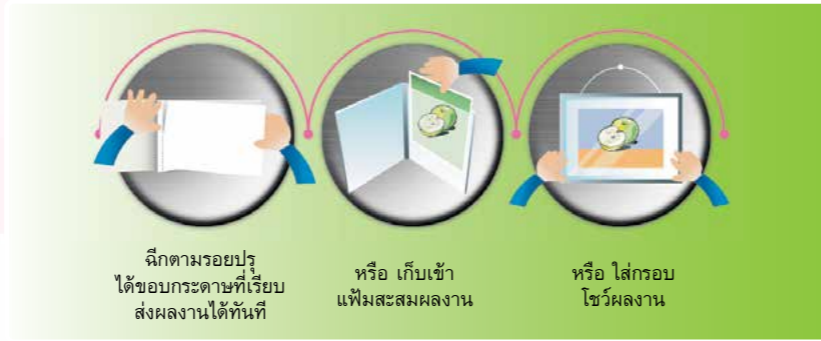 ฉีกตามรอยปรุ
ได้ขอบกระดาษที่เรียบ
ส่งผลงานได้ทันที
หรือ เก็บเข้า
แฟ้มสะสมผลงาน
หรือ ใส่กรอบ
โชว์ผลงาน